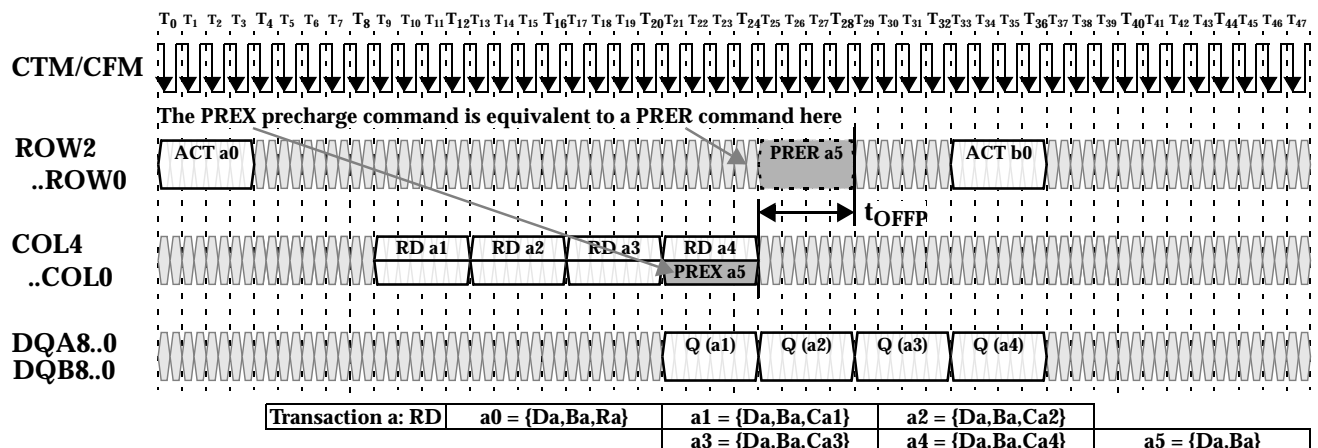 T0 T1 T2 T3 T4 T5 T6 T7 T8 T9 T10 T11 T12 T13 T14 T15 T16 T17 T18 T19 T20 T21 T22 T23 T24 T25 T26 T27 T28 T29 T30 T31 T32 T33 T34 T35 T36 T37 T38 T39 T40 T41 T42 T43 T44 T45 T46 T47
CTM/CFM
The PREX precharge command is equivalent to a PRER command here
ROW2
..ROW0
ACT a0 PRER a5 ACT b0
tOFFP
COL4
..COL0
RD a1 RD a2 RD a3 RD a4
PREX a5
DQA8..0
DQB8..0
Q (a1) Q (a2) Q (a3) Q (a4)
Transaction a: RD a0 = {Da,Ba,Ra} a1 = {Da,Ba,Ca1} a2 = {Da,Ba,Ca2}
a3 = {Da,Ba,Ca3} a4 = {Da,Ba,Ca4} a5 = {Da,Ba}